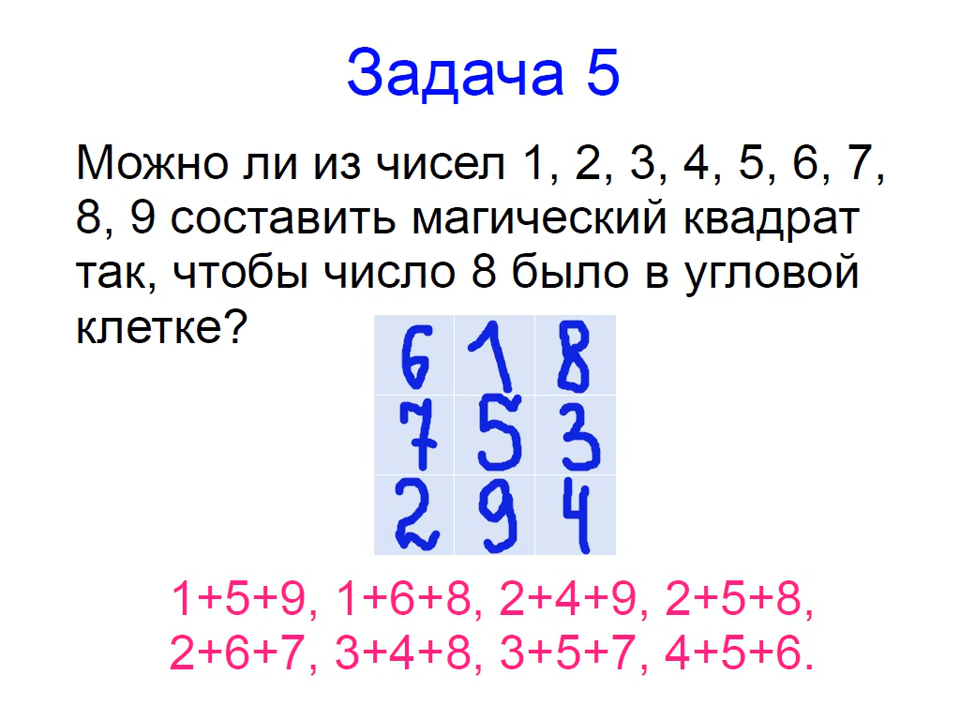 Задача 5
Можно ли из чисел 1, 2, 3, 4, 5, 6, 7,
8, 9 составить магический квадрат
так, чтобы число 8 было в угловой
клетке?
6 1 8
7 5 3
2 9 4
1+5+9, 1+6+8, 2+4+9, 2+5+8,
2+6+7, 3+4+8, 3+5+7, 4+5+6.